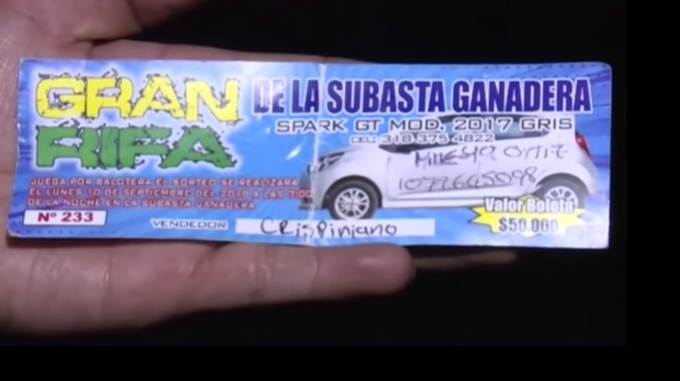 GRAN RIFA
DE LA SUBASTA GANADERA
SPARK GT MOD. 2017 GRIS
CEL: 318 375 4822
Ortiz
JUEGA POR BALOTERA EL SORTEO SE REALIZARA
EL LUNES 10 DE SEPTIEMBRE DEL 2018 A LAS 7:00
DE LA NOCHE EN LA SUBASTA GANADERA
Nº 233
VENDEDOR CRispiniano
Valor Boleta
$50.000